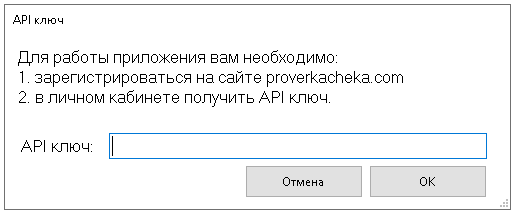 API ключ
Для работы приложения вам необходимо:
1. зарегистрироваться на сайте proverkacheka.com
2. в личном кабинете получить API ключ.
API ключ:
Отмена
OK